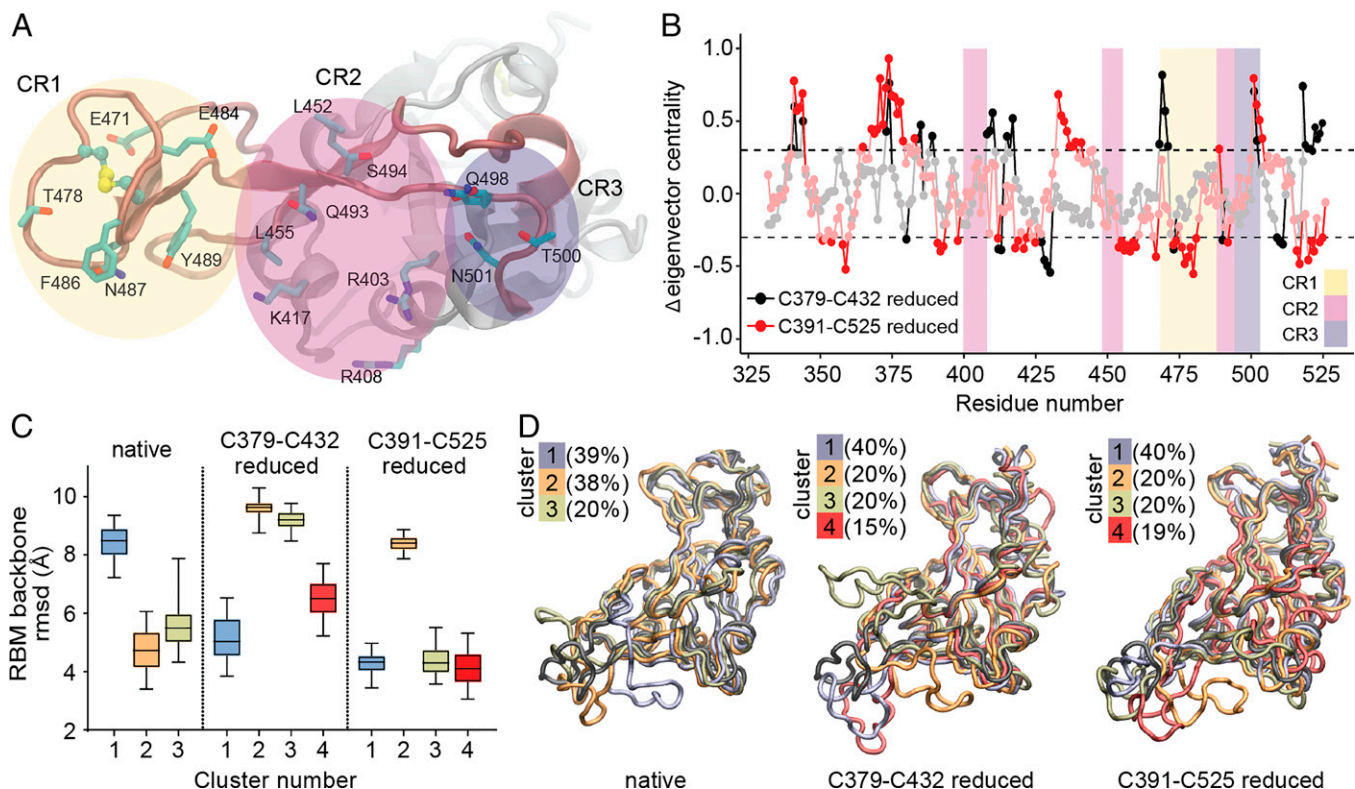 A
CR1
CR2
CR3
E471
E484
L452
S494
T478
Q493
Q498
L455
Y489
R403
N501
T500
F486
N487
K417
R408
B
Δeigenvector centrality
1.0
0.5
0.0
-0.5
-1.0
C379-C432 reduced
C391-C525 reduced
CR1
CR2
CR3
325 350 375 400 425 450 475 500 525
Residue number
C
native
C379-C432
reduced
C391-C525
reduced
RBM backbone
rmsd (Å)
10
8
6
4
2
1 2 3 1 2 3 4 1 2 3 4
Cluster number
D
cluster
1 (39%)
2 (38%)
3 (20%)
native
cluster
1 (40%)
2 (20%)
3 (20%)
4 (15%)
C379-C432 reduced
cluster
1 (40%)
2 (20%)
3 (20%)
4 (19%)
C391-C525 reduced